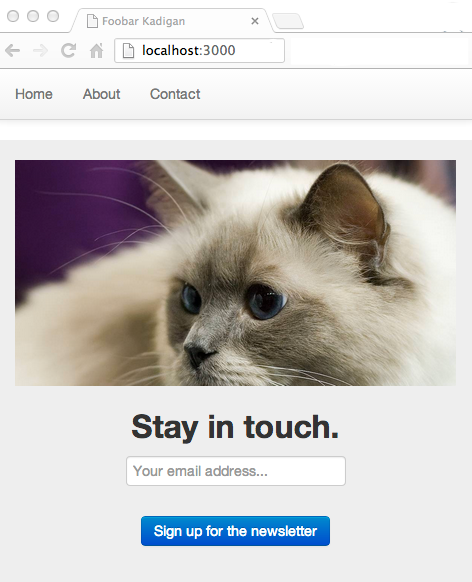 Foobar Kadigan
localhost:3000
Home About Contact
Stay in touch.
Your email address...
Sign up for the newsletter